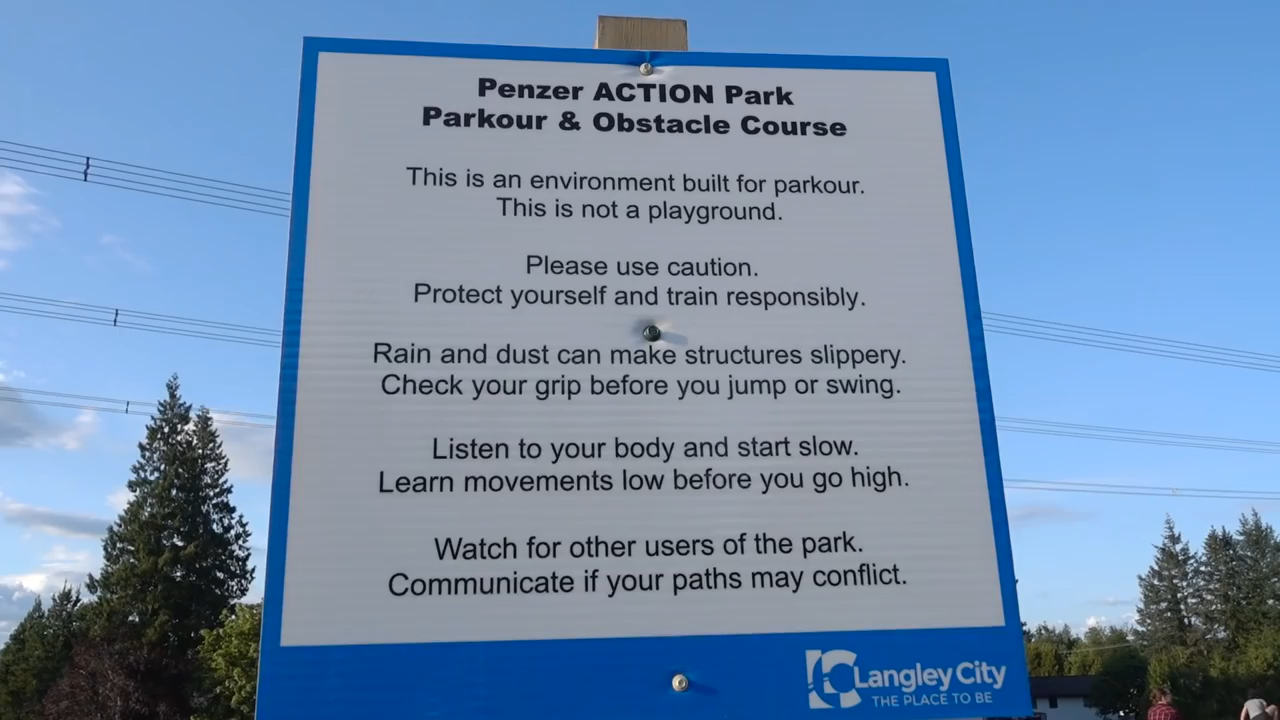 Penzer ACTION Park
Parkour & Obstacle Course
This is an environment built for parkour.
This is not a playground.
Please use caution.
Protect yourself and train responsibly.
Rain and dust can make structures slippery.
Check your grip before you jump or swing.
Listen to your body and start slow.
Learn movements low before you go high.
Watch for other users of the park.
Communicate if your paths may conflict.
Langley City
THE PLACE TO BE